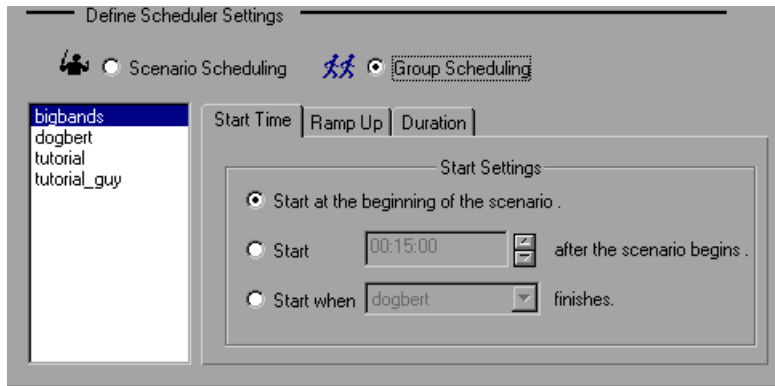 Define Scheduler Settings
Scenario Scheduling Group Scheduling
bigbands
dogbert
tutorial
tutorial_guy
Start Time Ramp Up Duration
Start Settings
Start at the beginning of the scenario .
Start 00:15:00 after the scenario begins .
Start when dogbert finishes.